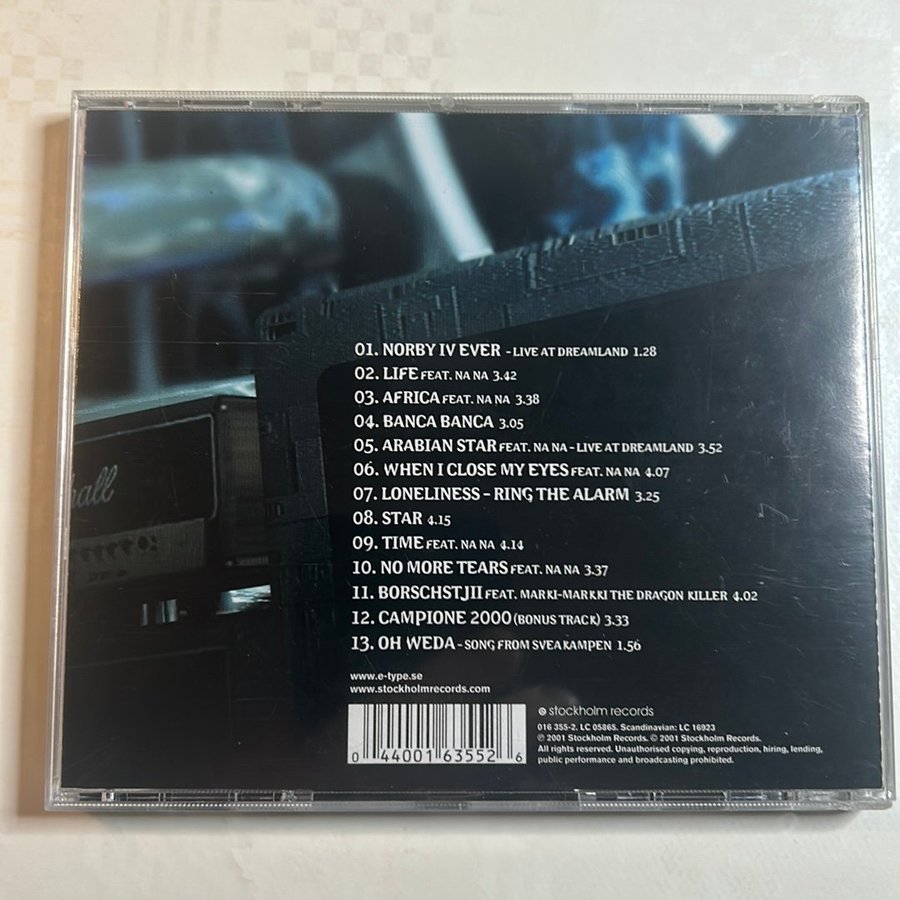 hall
01. NORBY IV EVER - LIVE AT DREAMLAND 1.28
02. LIFE FEAT. NA NA 3.42
03. AFRICA FEAT. NA NA 3.38
04. BANCA BANCA 3.05
05. ARABIAN STAR FEAT. NA NA - LIVE AT DREAMLAND 3.52
06. WHEN I CLOSE MY EYES FEAT. NA NA 4.07
07. LONELINESS - RING THE ALARM 3.25
08. STAR 4.15
09. TIME FEAT. NA NA 4.14
10. NO MORE TEARS FEAT. NA NA 3.37
11. BORSCHSTJII FEAT. MARKI-MARKKI THE DRAGON KILLER 4.02
12. CAMPIONE 2000 (BONUS TRACK) 3.33
13. OH WEDA - SONG FROM SVEAKAMPEN 1.56
www.e-type.se
www.stockholmrecords.com
stockholm records
016 355-2. LC 05865. Scandinavian: LC 16923
℗ 2001 Stockholm Records. © 2001 Stockholm Records.
All rights reserved. Unauthorised copying, reproduction, hiring, lending,
public performance and broadcasting prohibited.
0 44001 63552 6